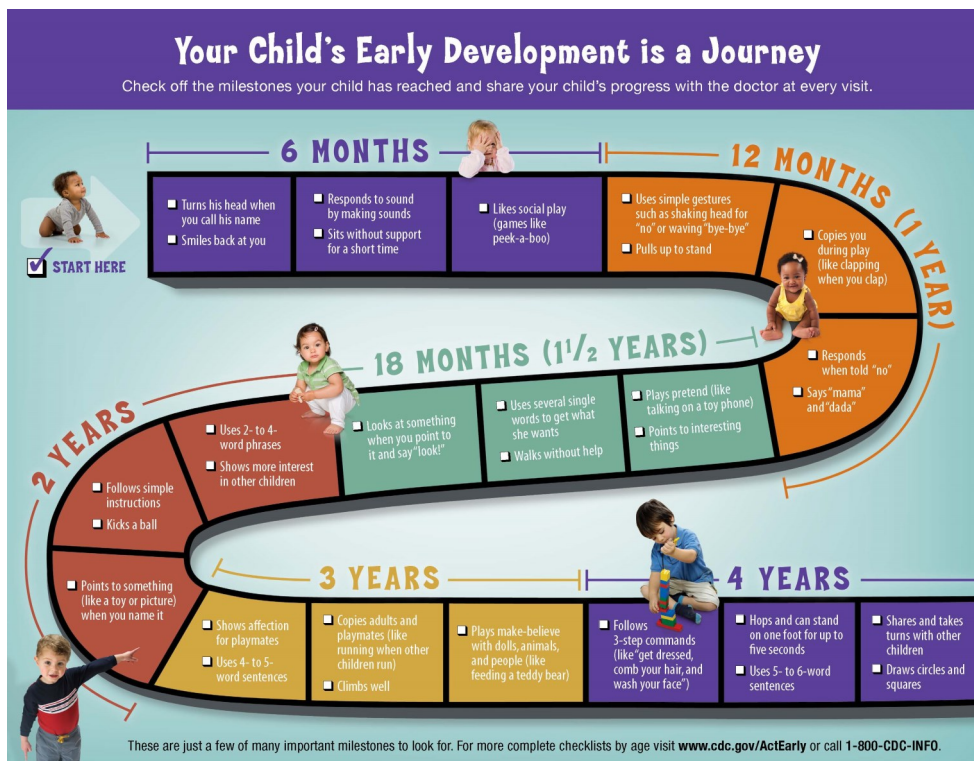 Your Child's Early Development is a Journey
Check off the milestones your child has reached and share your child's progress with the doctor at every visit.
START HERE
6 MONTHS
Turns his head when
you call his name
Smiles back at you
Responds to sound
by making sounds
Sits without support
for a short time
Likes social play
(games like
peek-a-boo)
12 MONTHS (1 YEAR)
Uses simple gestures
such as shaking head for
"no" or waving "bye-bye"
Pulls up to stand
Copies you
during play
(like clapping
when you clap)
Responds
when told "no"
Says "mama"
and "dada"
18 MONTHS (1 1/2 YEARS)
Plays pretend (like
talking on a toy phone)
Points to interesting
things
Uses several single
words to get what
she wants
Walks without help
Looks at something
when you point to
it and say "look!"
2 YEARS
Uses 2- to 4-
word phrases
Shows more interest
in other children
Follows simple
instructions
Kicks a ball
Points to something
(like a toy or picture)
when you name it
3 YEARS
Shows affection
for playmates
Uses 4- to 5-
word sentences
Copies adults and
playmates (like
running when other
children run)
Climbs well
Plays make-believe
with dolls, animals,
and people (like
feeding a teddy bear)
4 YEARS
Follows
3-step commands
(like "get dressed,
comb your hair, and
wash your face")
Hops and can stand
on one foot for up to
five seconds
Uses 5- to 6-word
sentences
Shares and takes
turns with other
children
Draws circles and
squares
These are just a few of many important milestones to look for. For more complete checklists by age visit www.cdc.gov/ActEarly or call 1-800-CDC-INFO.